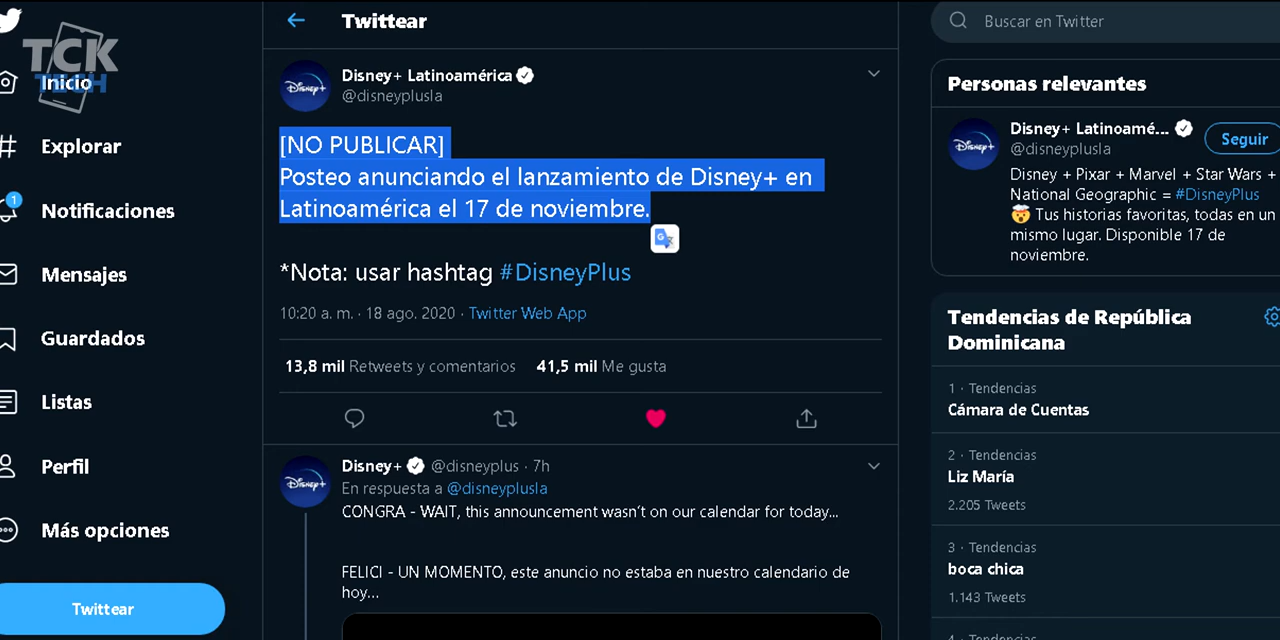 TCK
TECH
Inicio
Explorar
1
Notificaciones
Mensajes
Guardados
Listas
Perfil
Más opciones
Twittear
Twittear
Disney+
Disney+ Latinoamérica
@disneyplusla
[NO PUBLICAR]
Posteo anunciando el lanzamiento de Disney+ en
Latinoamérica el 17 de noviembre.
*Nota: usar hashtag #DisneyPlus
10:20 a. m. · 18 ago. 2020 · Twitter Web App
13,8 mil Retweets y comentarios 41,5 mil Me gusta
Disney+
Disney+ @disneyplus · 7h
En respuesta a @disneyplusla
CONGRA - WAIT, this announcement wasn't on our calendar for today...
FELICI - UN MOMENTO, este anuncio no estaba en nuestro calendario de
hoy...
Buscar en Twitter
Personas relevantes
Disney+
Disney+ Latinoamé...
@disneyplusla
Seguir
Disney + Pixar + Marvel + Star Wars +
National Geographic = #DisneyPlus
🤯 Tus historias favoritas, todas en un
mismo lugar. Disponible 17 de
noviembre.
Tendencias de República
Dominicana
1 · Tendencias
Cámara de Cuentas
2 · Tendencias
Liz María
2.205 Tweets
3 · Tendencias
boca chica
1.143 Tweets
4 · Tendencias